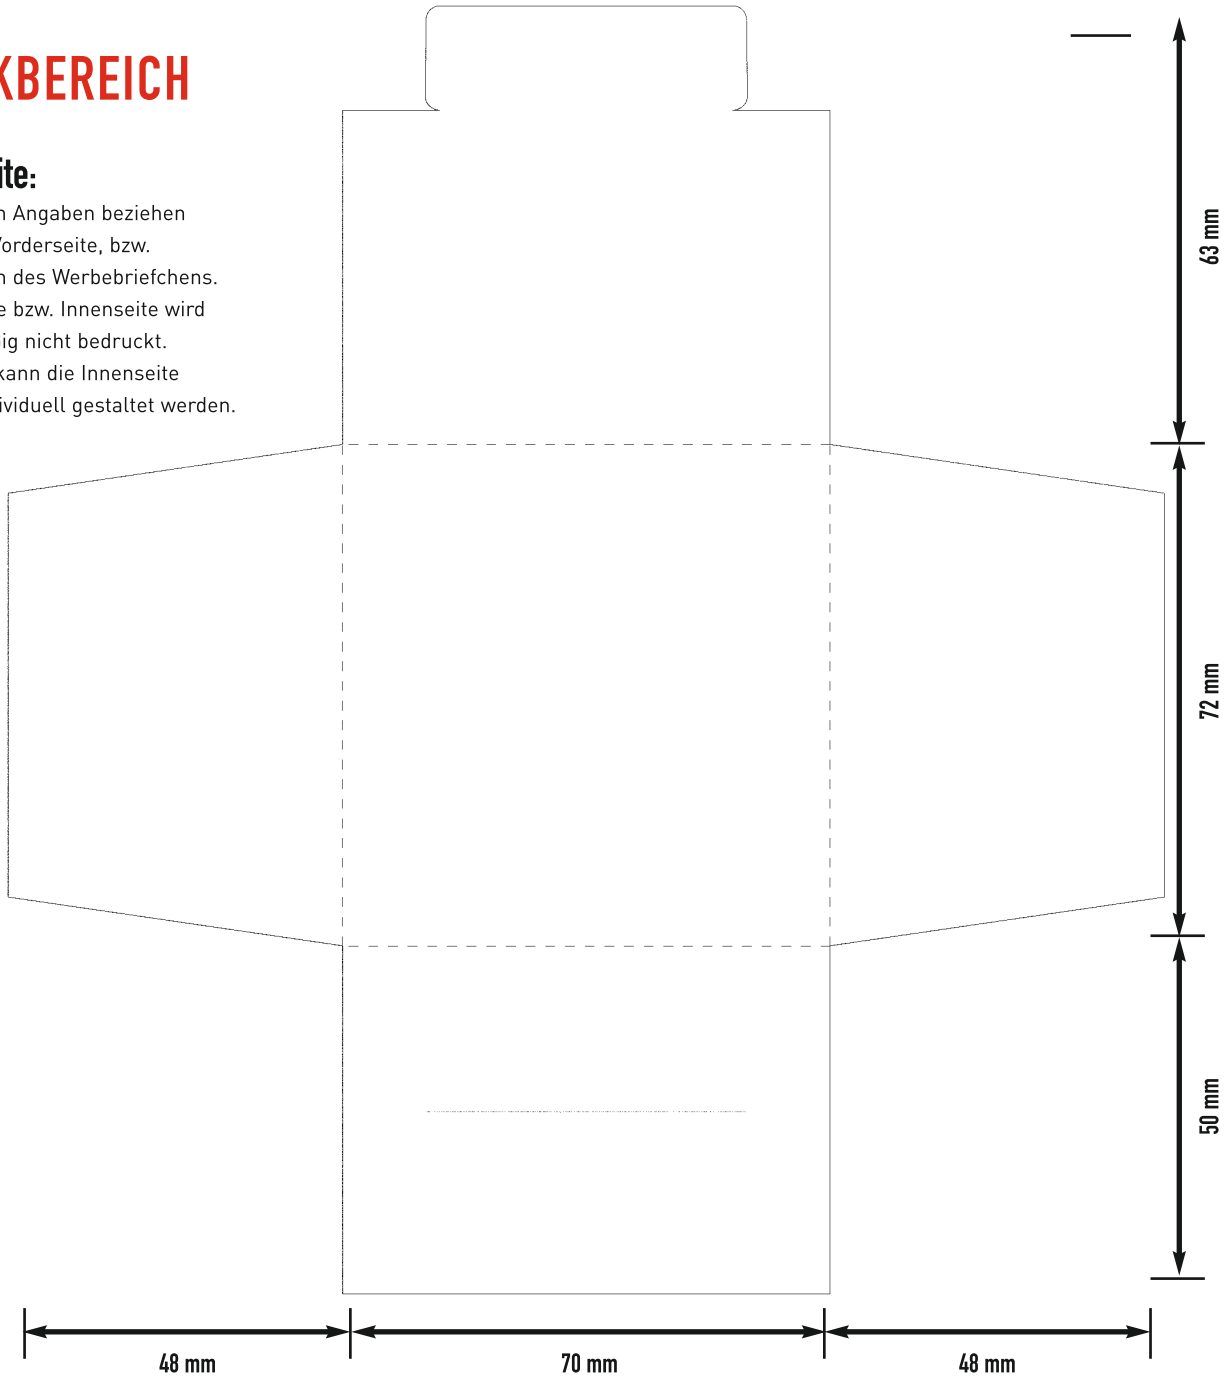 KBEREICH
ite:
n Angaben beziehen
Vorderseite, bzw.
n des Werbebriefchens.
e bzw. Innenseite wird
ßig nicht bedruckt.
kann die Innenseite
ividuell gestaltet werden.
63 mm
72 mm
50 mm
48 mm
70 mm
48 mm